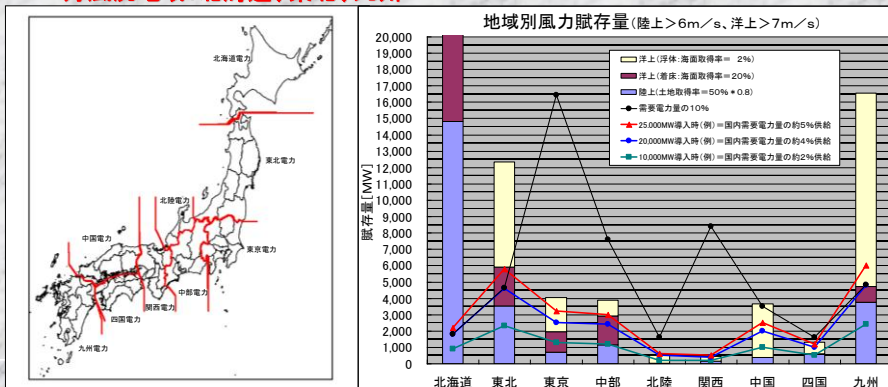 北海道電力
東北電力
北陸電力
中国電力
東京電力
中部電力
関西電力
四国電力
九州電力
地域別風力賦存量(陸上>6m/s、洋上>7m/s)
賦存量[MW]
20,000
19,000
18,000
17,000
16,000
15,000
14,000
13,000
12,000
11,000
10,000
9,000
8,000
7,000
6,000
5,000
4,000
3,000
2,000
1,000
0
洋上(浮体:海面取得率= 2%)
洋上(着床:海面取得率=20%)
陸上(土地取得率=50%*0.8)
需要電力量の10%
25,000MW導入時(例)=国内需要電力量の約5%供給
20,000MW導入時(例)=国内需要電力量の約4%供給
10,000MW導入時(例)=国内需要電力量の約2%供給
北海道 東北 東京 中部 北陸 関西 中国 四国 九州